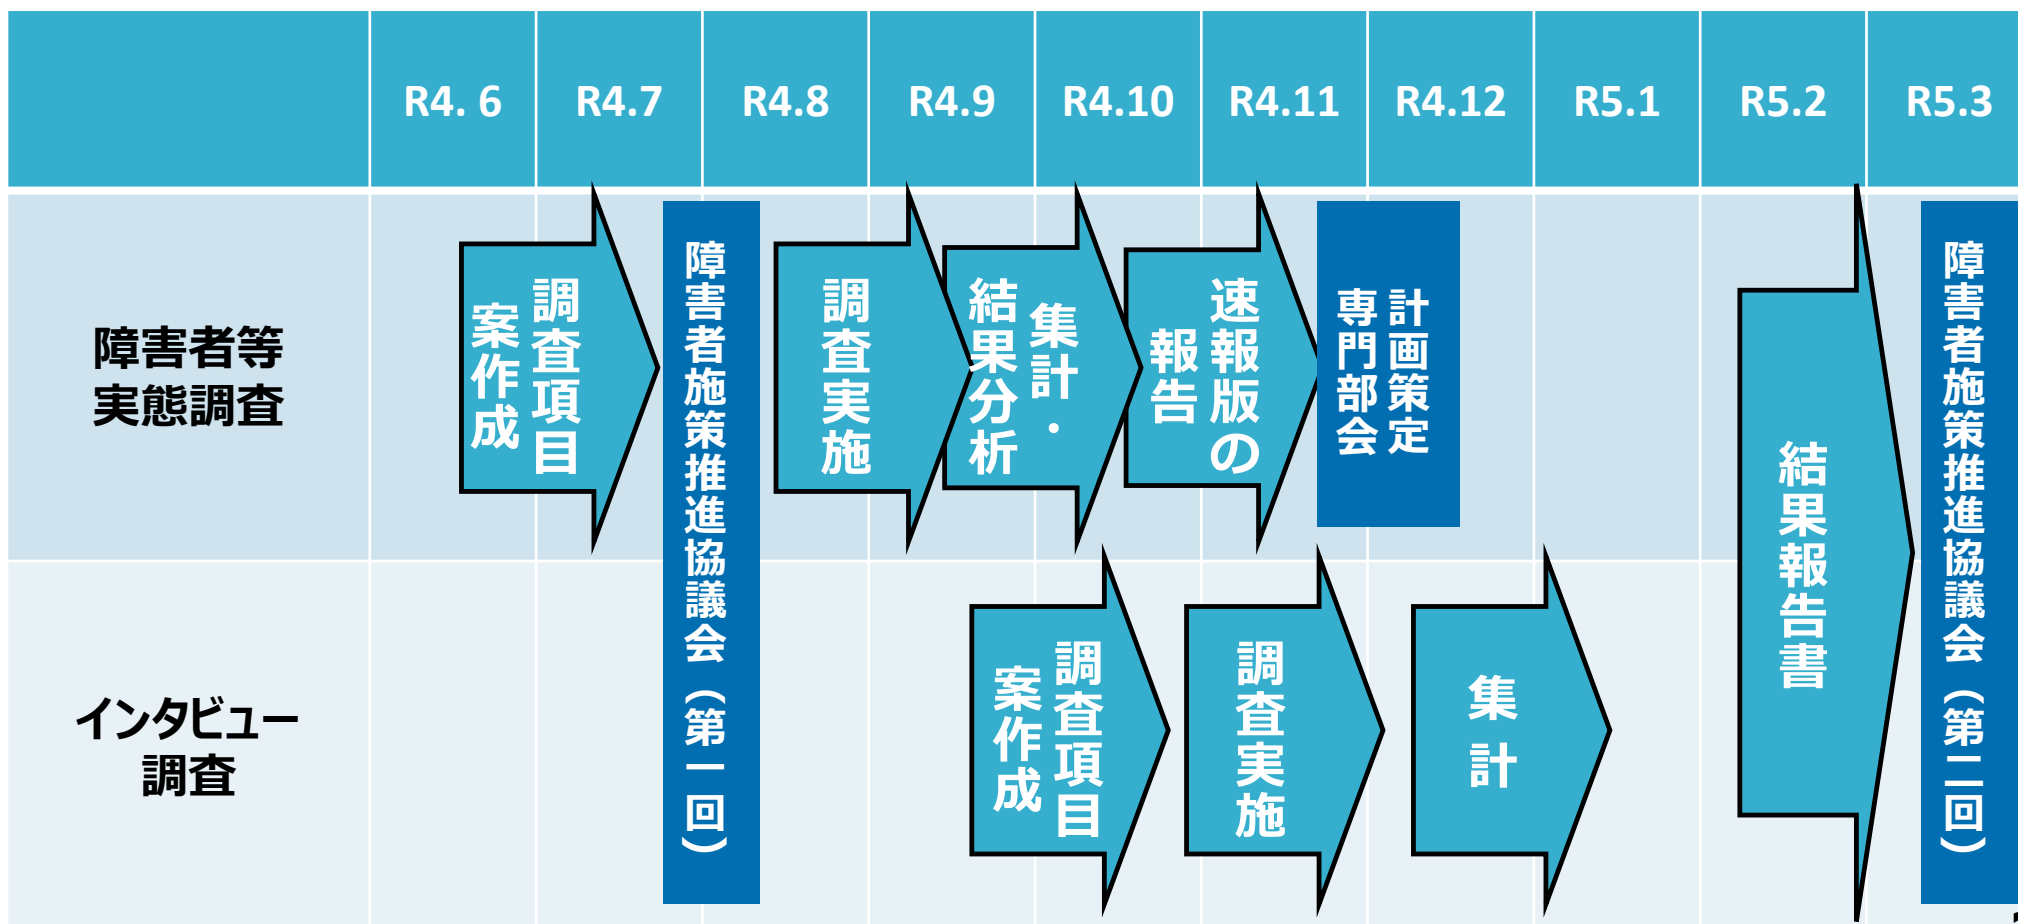 R4. 6
R4.7
R4.8
R4.9
R4.10
R4.11
R4.12
R5.1
R5.2
R5.3
障害者等
実態調査
調査項目
案作成
障害者施策推進協議会（第一回）
調査実施
集計・
結果分析
速報版の
報告
計画策定
専門部会
結果報告書
障害者施策推進協議会（第二回）
インタビュー
調査
調査項目
案作成
調査実施
集計